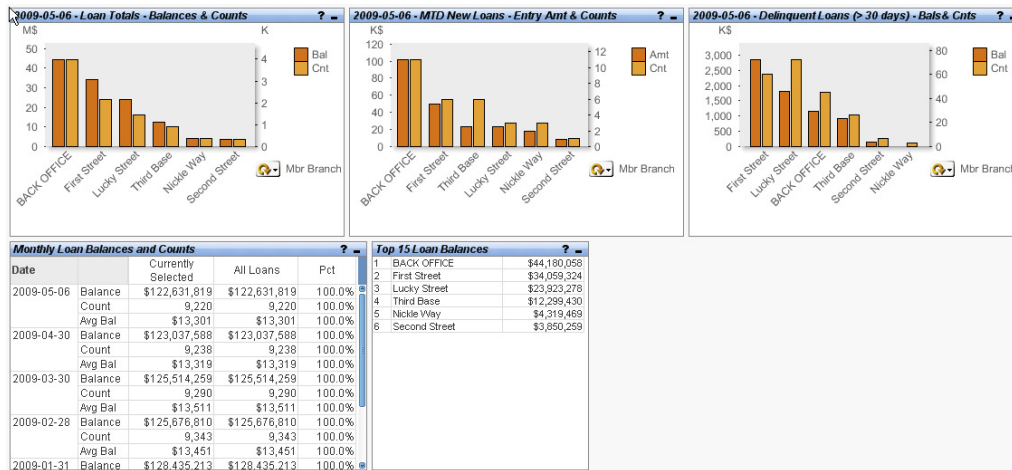 2009-05-06 - Loan Totals - Balances & Counts ?
M$ K
50
40
30
20
10
0
4
3
2
1
0
Bal
Cnt
BACK OFFICE First Street Lucky Street Third Base Nickle Way Second Street
Mbr Branch
2009-05-06 - MTD New Loans - Entry Amt & Counts ?
K$
120
100
80
60
40
20
0
12
10
8
6
4
2
0
Amt
Cnt
BACK OFFICE First Street Third Base Lucky Street Nickle Way Second Street
Mbr Branch
2009-05-06 - Delinquent Loans (> 30 days) - Bals& Cnts ?
K$
3,000
2,500
2,000
1,500
1,000
500
0
80
60
40
20
0
Bal
Cnt
First Street Lucky Street BACK OFFICE Third Base Second Street Nickle Way
Mbr Branch
Monthly Loan Balances and Counts ?
Date Currently Selected All Loans Pct
2009-05-06 Balance $122,631,819 $122,631,819 100.0%
Count 9,220 9,220 100.0%
Avg Bal $13,301 $13,301 100.0%
2009-04-30 Balance $123,037,588 $123,037,588 100.0%
Count 9,238 9,238 100.0%
Avg Bal $13,319 $13,319 100.0%
2009-03-30 Balance $125,514,259 $125,514,259 100.0%
Count 9,290 9,290 100.0%
Avg Bal $13,511 $13,511 100.0%
2009-02-28 Balance $125,676,810 $125,676,810 100.0%
Count 9,343 9,343 100.0%
Avg Bal $13,451 $13,451 100.0%
2009-01-31 Balance $128,435,213 $128,435,213 100.0%
Top 15 Loan Balances ?
1 BACK OFFICE $44,180,058
2 First Street $34,059,324
3 Lucky Street $23,923,278
4 Third Base $12,299,430
5 Nickle Way $4,319,469
6 Second Street $3,850,259